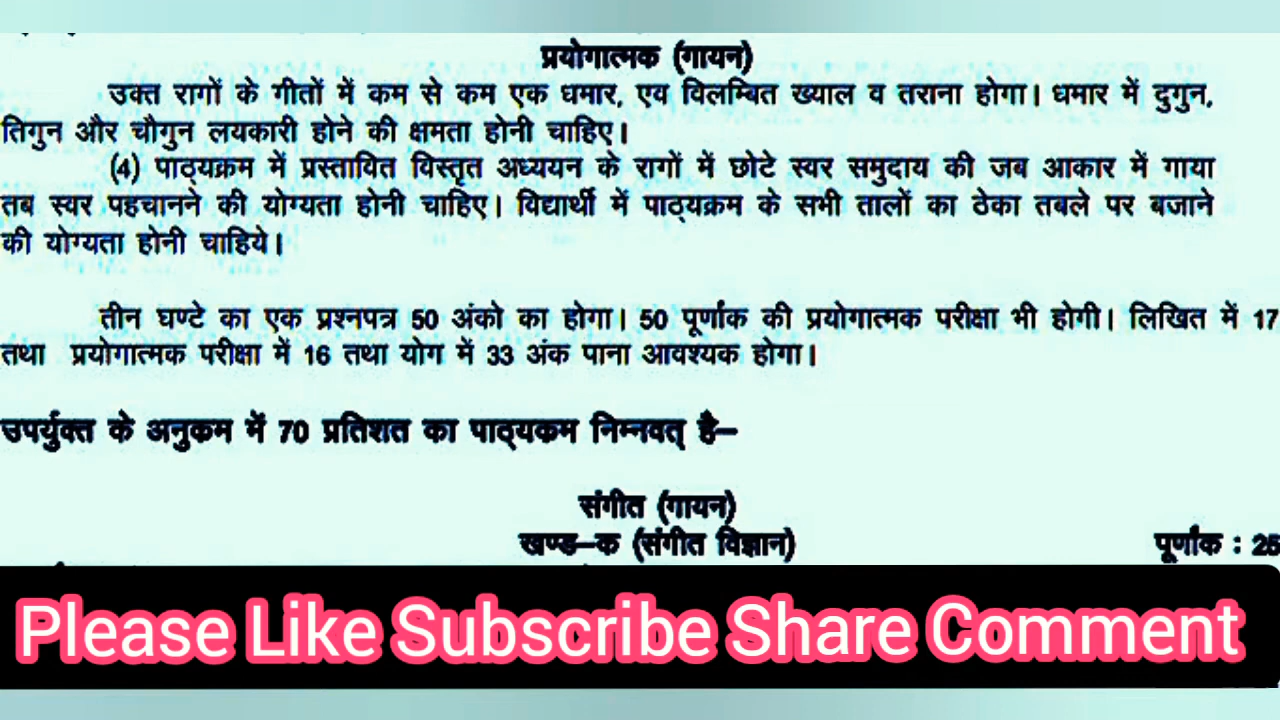 प्रयोगात्मक (गायन)
उक्त रागों के गीतों में कम से कम एक धमार, एव विलम्बित ख्याल व तराना होगा। धमार में दुगुन,
तिगुन और चौगुन लयकारी होने की क्षमता होनी चाहिए।
(4) पाठ्यक्रम में प्रस्तावित विस्तृत अध्ययन के रागों में छोटे स्वर समुदाय की जब आकार में गाया
तब स्वर पहचानने की योग्यता होनी चाहिए। विद्यार्थी में पाठ्यक्रम के सभी तालों का ठेका तबले पर बजाने
की योग्यता होनी चाहिये।
तीन घण्टे का एक प्रश्नपत्र 50 अंको का होगा। 50 पूर्णांक की प्रयोगात्मक परीक्षा भी होगी। लिखित में 17
तथा प्रयोगात्मक परीक्षा में 16 तथा योग में 33 अंक पाना आवश्यक होगा।
उपर्युक्त के अनुकम में 70 प्रतिशत का पाठ्यकम निम्नवत् है–
संगीत (गायन)
खण्ड–क (संगीत विज्ञान) पूर्णांक : 25
Please Like Subscribe Share Comment